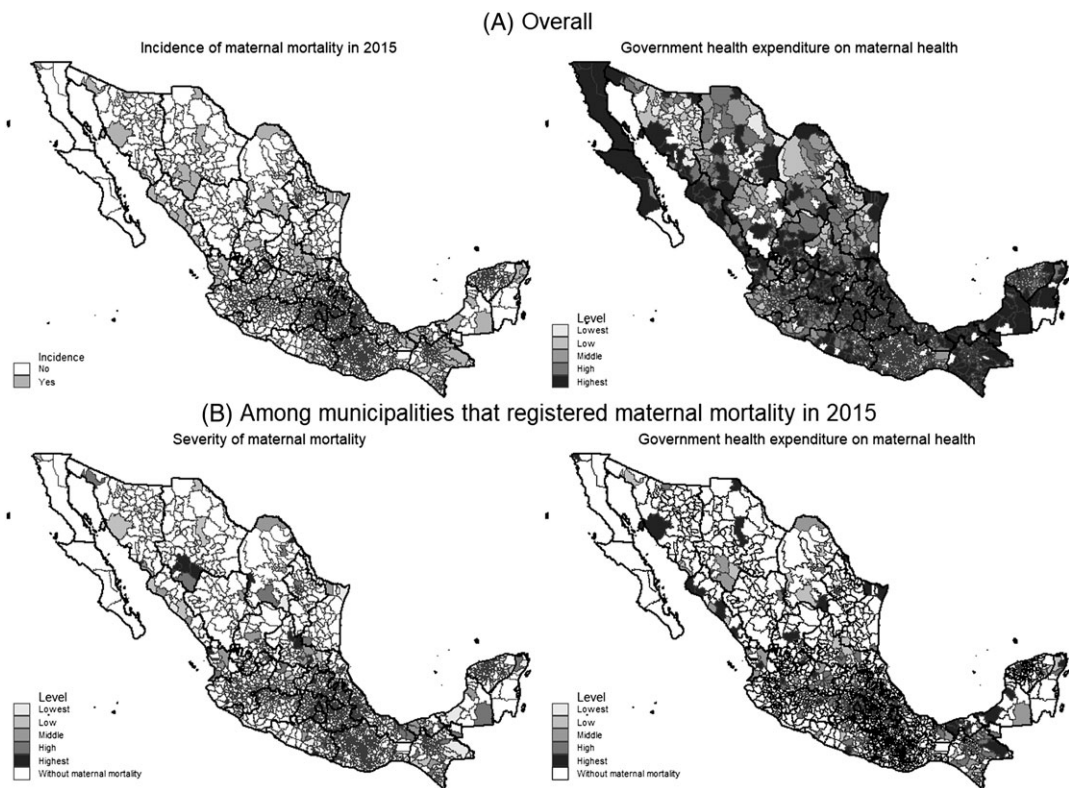 (A) Overall
Incidence of maternal mortality in 2015
Government health expenditure on maternal health
Incidence
No
Yes
Level
Lowest
Low
Middle
High
Highest
(B) Among municipalities that registered maternal mortality in 2015
Severity of maternal mortality
Government health expenditure on maternal health
Level
Lowest
Low
Middle
High
Highest
Without maternal mortality
Level
Lowest
Low
Middle
High
Highest
Without maternal mortality